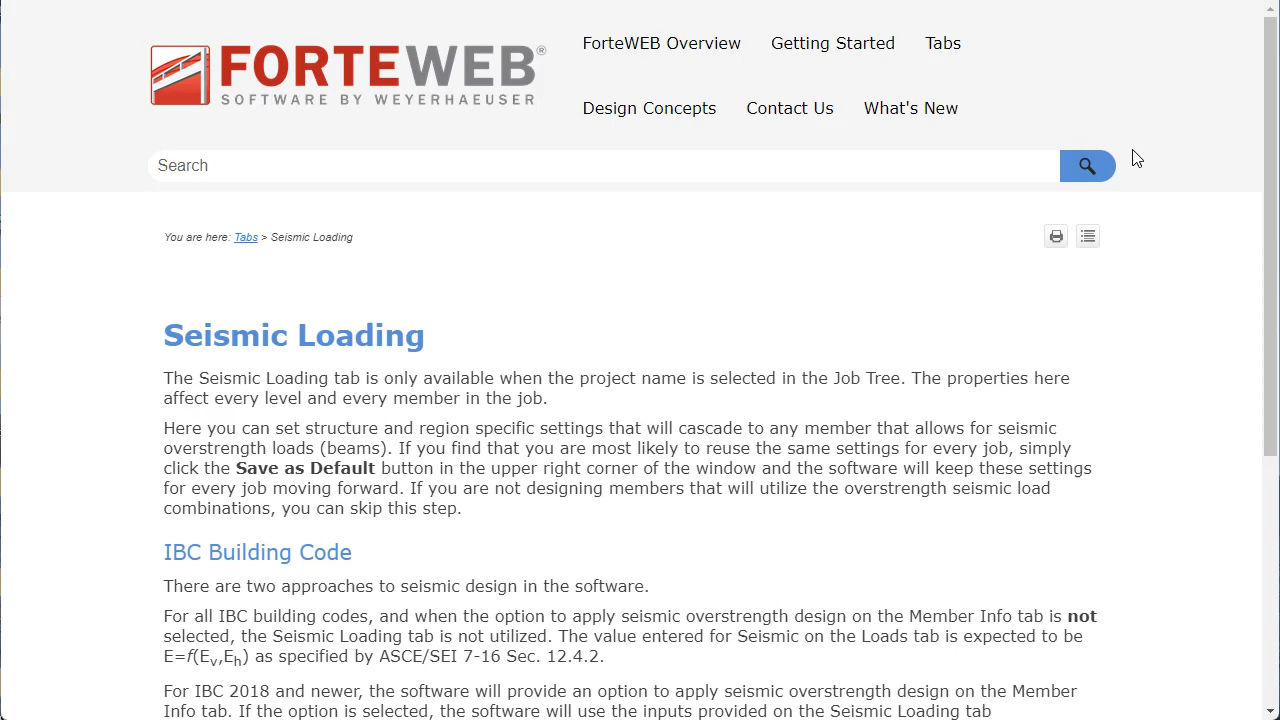 FORTEWEB®
SOFTWARE BY WEYERHAEUSER
ForteWEB Overview Getting Started Tabs
Design Concepts Contact Us What's New
Search
You are here: Tabs > Seismic Loading
Seismic Loading
The Seismic Loading tab is only available when the project name is selected in the Job Tree. The properties here
affect every level and every member in the job.
Here you can set structure and region specific settings that will cascade to any member that allows for seismic
overstrength loads (beams). If you find that you are most likely to reuse the same settings for every job, simply
click the Save as Default button in the upper right corner of the window and the software will keep these settings
for every job moving forward. If you are not designing members that will utilize the overstrength seismic load
combinations, you can skip this step.
IBC Building Code
There are two approaches to seismic design in the software.
For all IBC building codes, and when the option to apply seismic overstrength design on the Member Info tab is not
selected, the Seismic Loading tab is not utilized. The value entered for Seismic on the Loads tab is expected to be
E=f(Ev,Eh) as specified by ASCE/SEI 7-16 Sec. 12.4.2.
For IBC 2018 and newer, the software will provide an option to apply seismic overstrength design on the Member
Info tab. If the option is selected, the software will use the inputs provided on the Seismic Loading tab